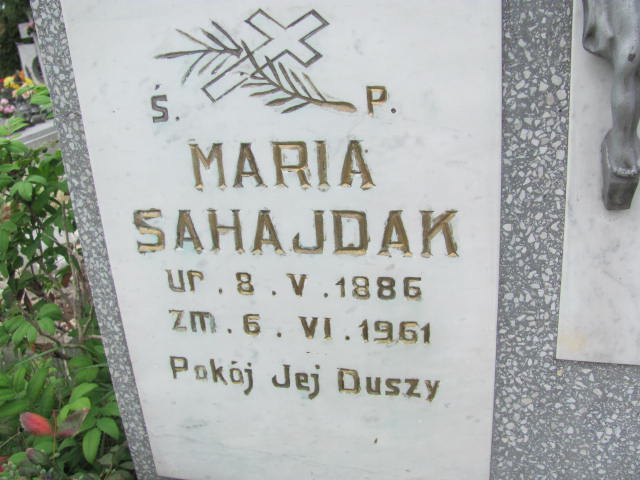 Ś. P.
MARIA
SAHAJDAK
ur. 8. V. 1886
zm. 6. VI. 1961
Pokój Jej Duszy